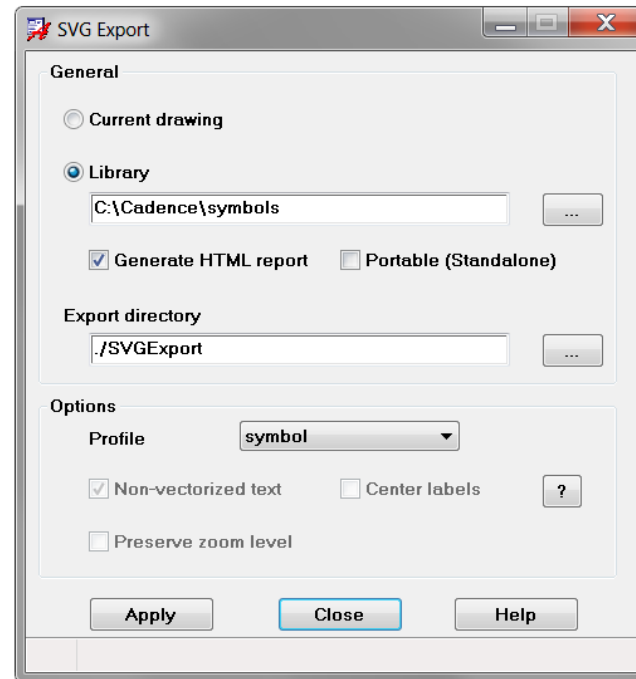 SVG Export
General
Current drawing
Library
C:\Cadence\symbols
...
Generate HTML report Portable (Standalone)
Export directory
./SVGExport
...
Options
Profile symbol
Non-vectorized text Center labels ?
Preserve zoom level
Apply Close Help